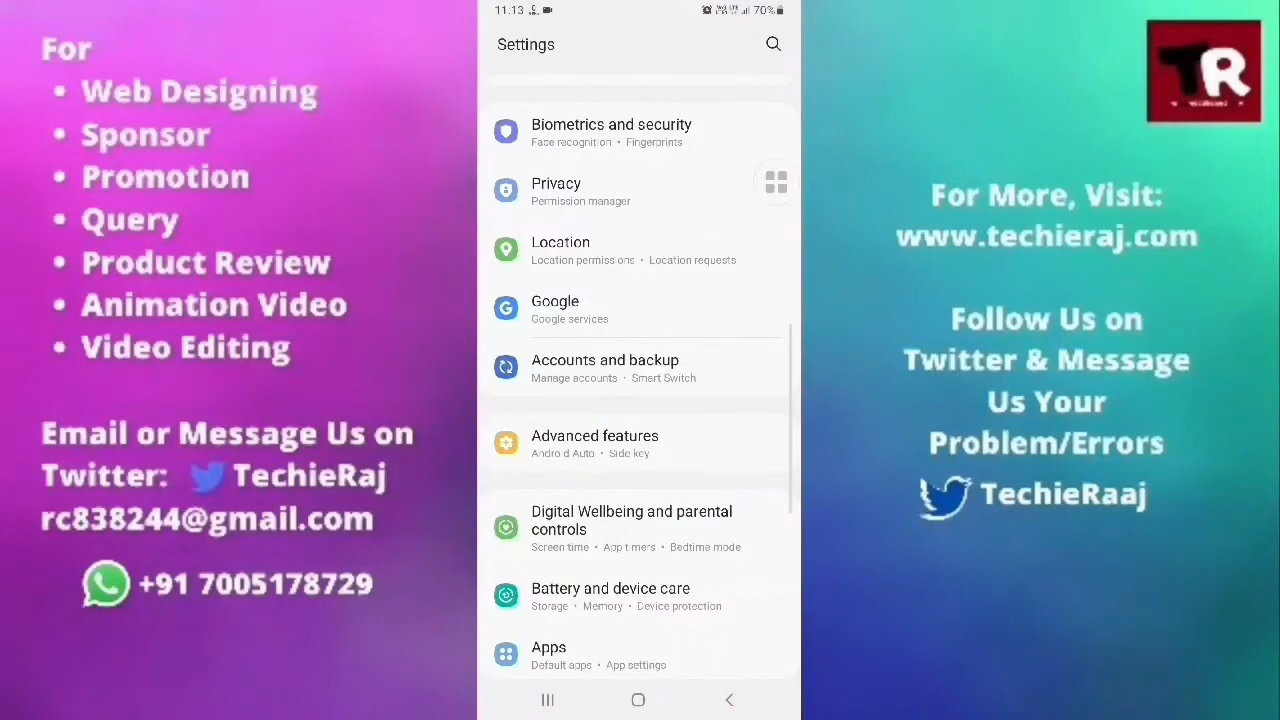 For
• Web Designing
• Sponsor
• Promotion
• Query
• Product Review
• Animation Video
• Video Editing
Email or Message Us on
Twitter: TechieRaj
rc838244@gmail.com
+91 7005178729
11.13
70%
Settings
Biometrics and security
Face recognition • Fingerprints
Privacy
Permission manager
Location
Location permissions • Location requests
Google
Google services
Accounts and backup
Manage accounts • Smart Switch
Advanced features
Android Auto • Side key
Digital Wellbeing and parental
controls
Screen time • App timers • Bedtime mode
Battery and device care
Storage • Memory • Device protection
Apps
Default apps • App settings
TR
For More, Visit:
www.techieraj.com
Follow Us on
Twitter & Message
Us Your
Problem/Errors
TechieRaaj